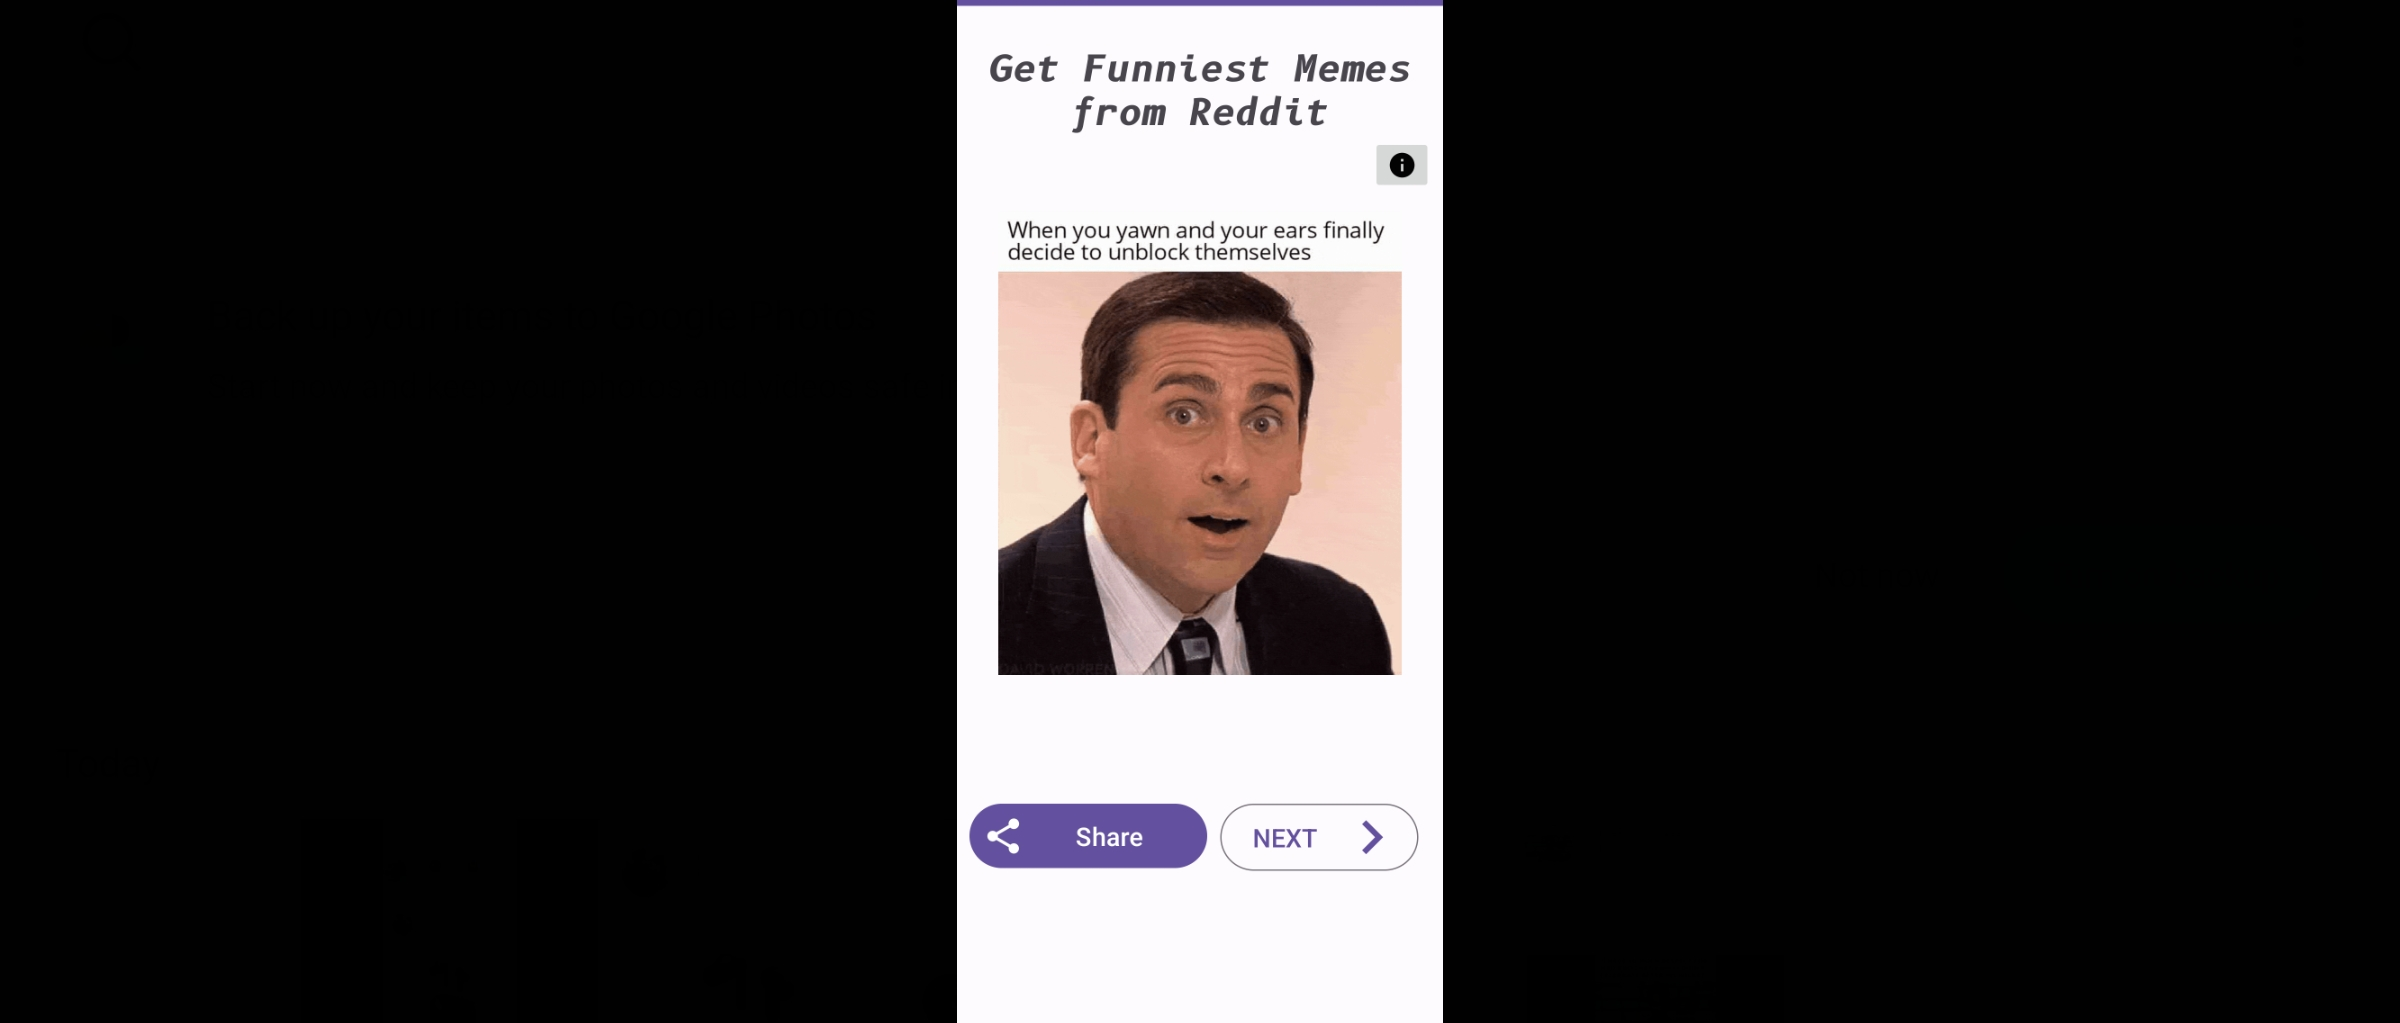 Get Funniest Memes
from Reddit
When you yawn and your ears finally
decide to unblock themselves
Share
NEXT